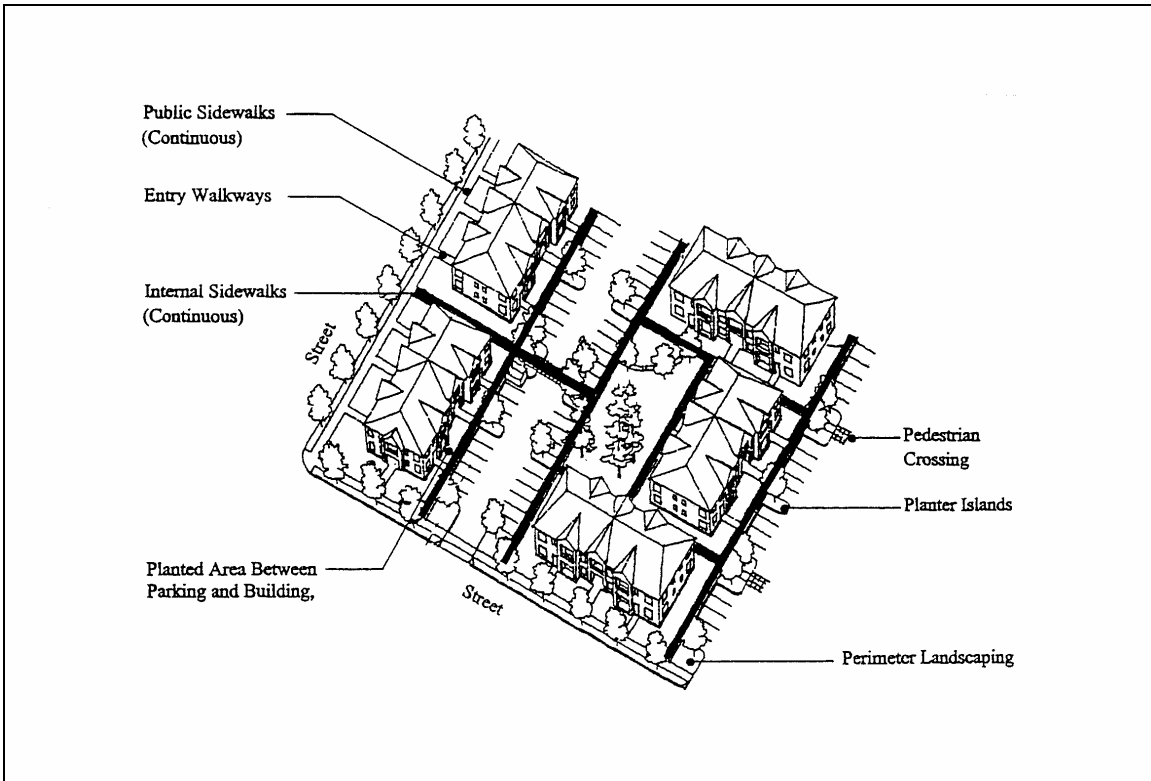 Public Sidewalks
(Continuous)
Entry Walkways
Internal Sidewalks
(Continuous)
Street
Pedestrian
Crossing
Planter Islands
Planted Area Between
Parking and Building,
Street
Perimeter Landscaping